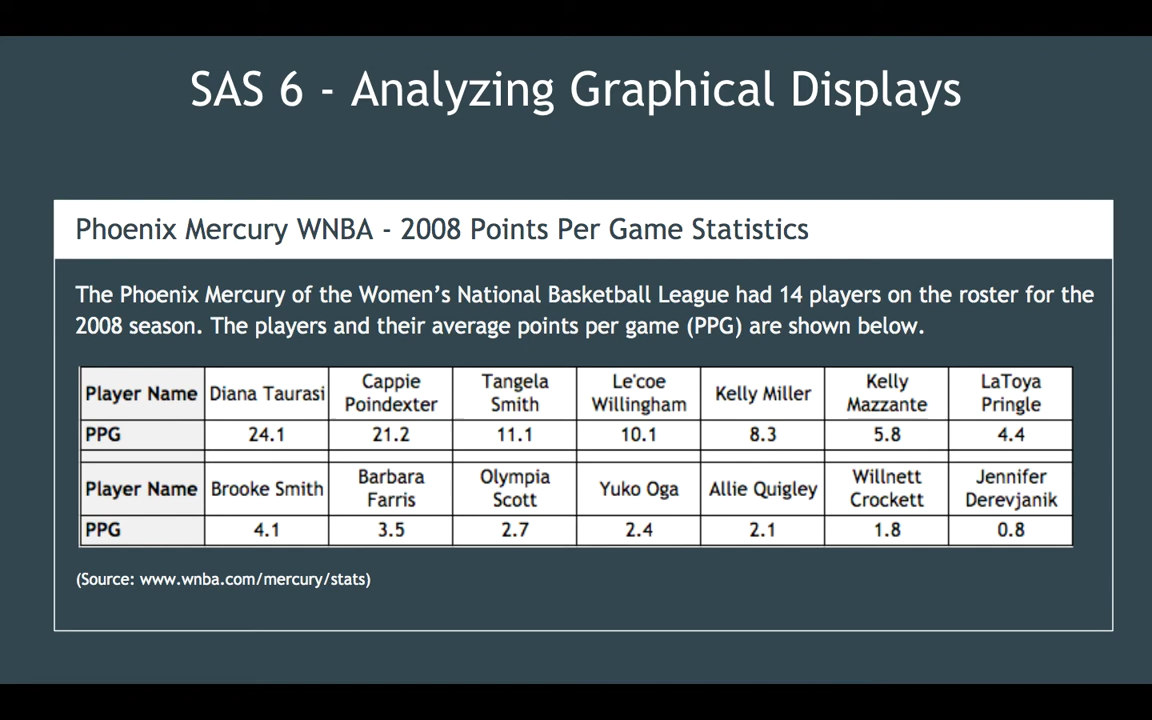 SAS 6 - Analyzing Graphical Displays
Phoenix Mercury WNBA - 2008 Points Per Game Statistics
The Phoenix Mercury of the Women’s National Basketball League had 14 players on the roster for the
2008 season. The players and their average points per game (PPG) are shown below.
Player Name Diana Taurasi Cappie Poindexter Tangela Smith Le'coe Willingham Kelly Miller Kelly Mazzante LaToya Pringle
PPG 24.1 21.2 11.1 10.1 8.3 5.8 4.4
Player Name Brooke Smith Barbara Farris Olympia Scott Yuko Oga Allie Quigley Willnett Crockett Jennifer Derevjanik
PPG 4.1 3.5 2.7 2.4 2.1 1.8 0.8
(Source: www.wnba.com/mercury/stats)